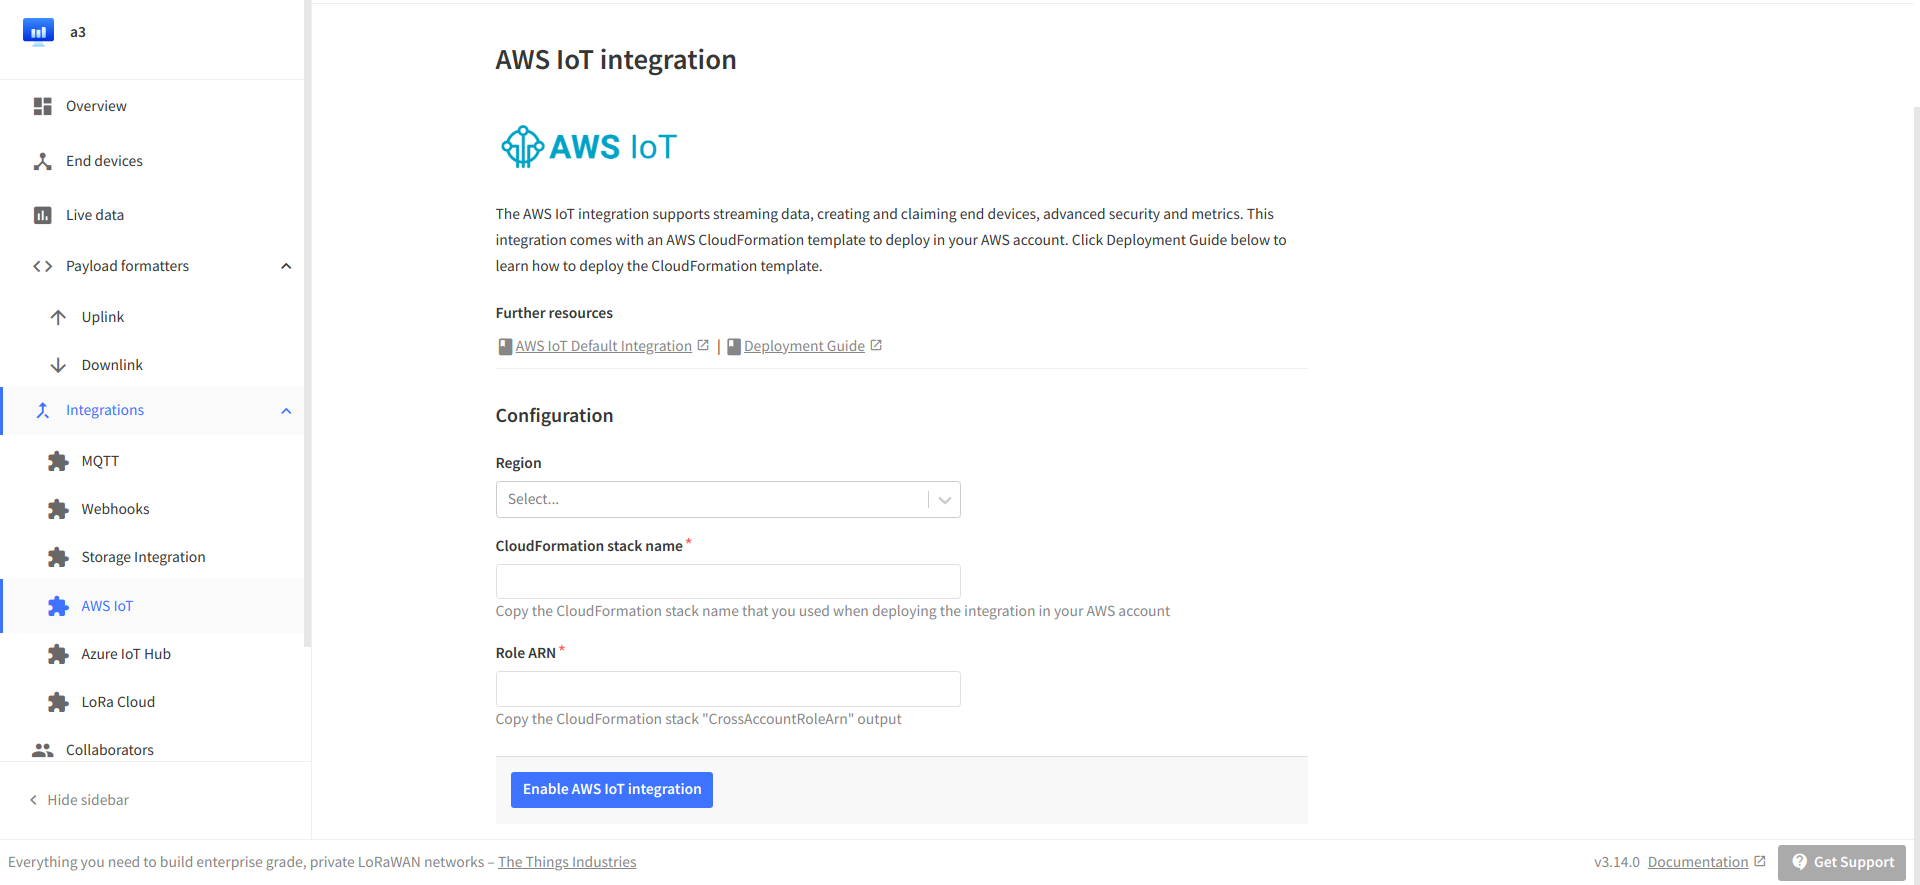 a3
Overview
End devices
Live data
Payload formatters
Uplink
Downlink
Integrations
MQTT
Webhooks
Storage Integration
AWS IoT
Azure IoT Hub
LoRa Cloud
Collaborators
Hide sidebar
AWS IoT integration
AWS IoT
The AWS IoT integration supports streaming data, creating and claiming end devices, advanced security and metrics. This
integration comes with an AWS CloudFormation template to deploy in your AWS account. Click Deployment Guide below to
learn how to deploy the CloudFormation template.
Further resources
AWS IoT Default Integration | Deployment Guide
Configuration
Region
Select...
CloudFormation stack name *
Copy the CloudFormation stack name that you used when deploying the integration in your AWS account
Role ARN *
Copy the CloudFormation stack "CrossAccountRoleArn" output
Enable AWS IoT integration
Everything you need to build enterprise grade, private LoRaWAN networks – The Things Industries
v3.14.0 Documentation Get Support